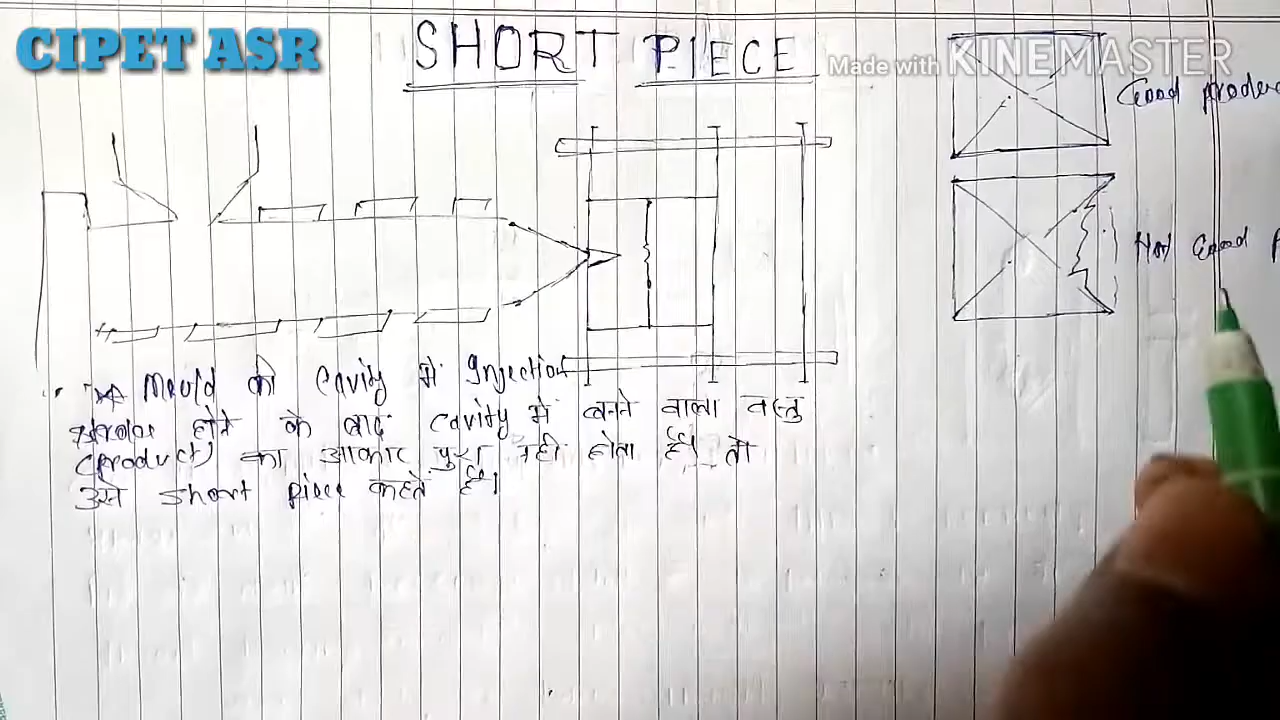 CIPET ASR
SHORT PIECE
Made with KINEMASTER
Good
Not Good
Mould की cavity में Injection
होने के बाद cavity में बनने वाला वस्तु
(product) का आकार पुरा नही होता है। तो
उसे short piece कहते है।